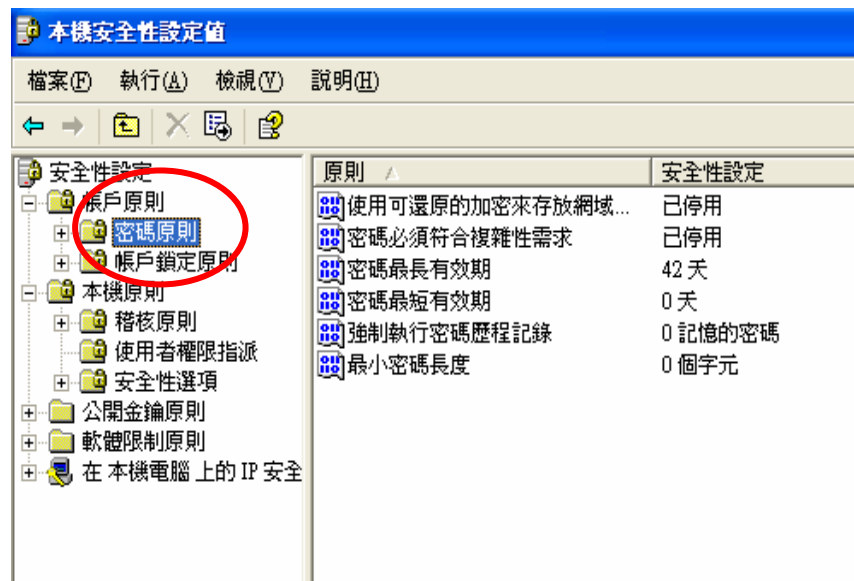 本機安全性設定值
檔案(F) 執行(A) 檢視(V) 說明(H)
安全性設定
帳戶原則
密碼原則
帳戶鎖定原則
本機原則
稽核原則
使用者權限指派
安全性選項
公開金鑰原則
軟體限制原則
在 本機電腦 上的 IP 安全
原則 安全性設定
使用可還原的加密來存放網域... 已停用
密碼必須符合複雜性需求 已停用
密碼最長有效期 42 天
密碼最短有效期 0 天
強制執行密碼歷程記錄 0 記憶的密碼
最小密碼長度 0 個字元